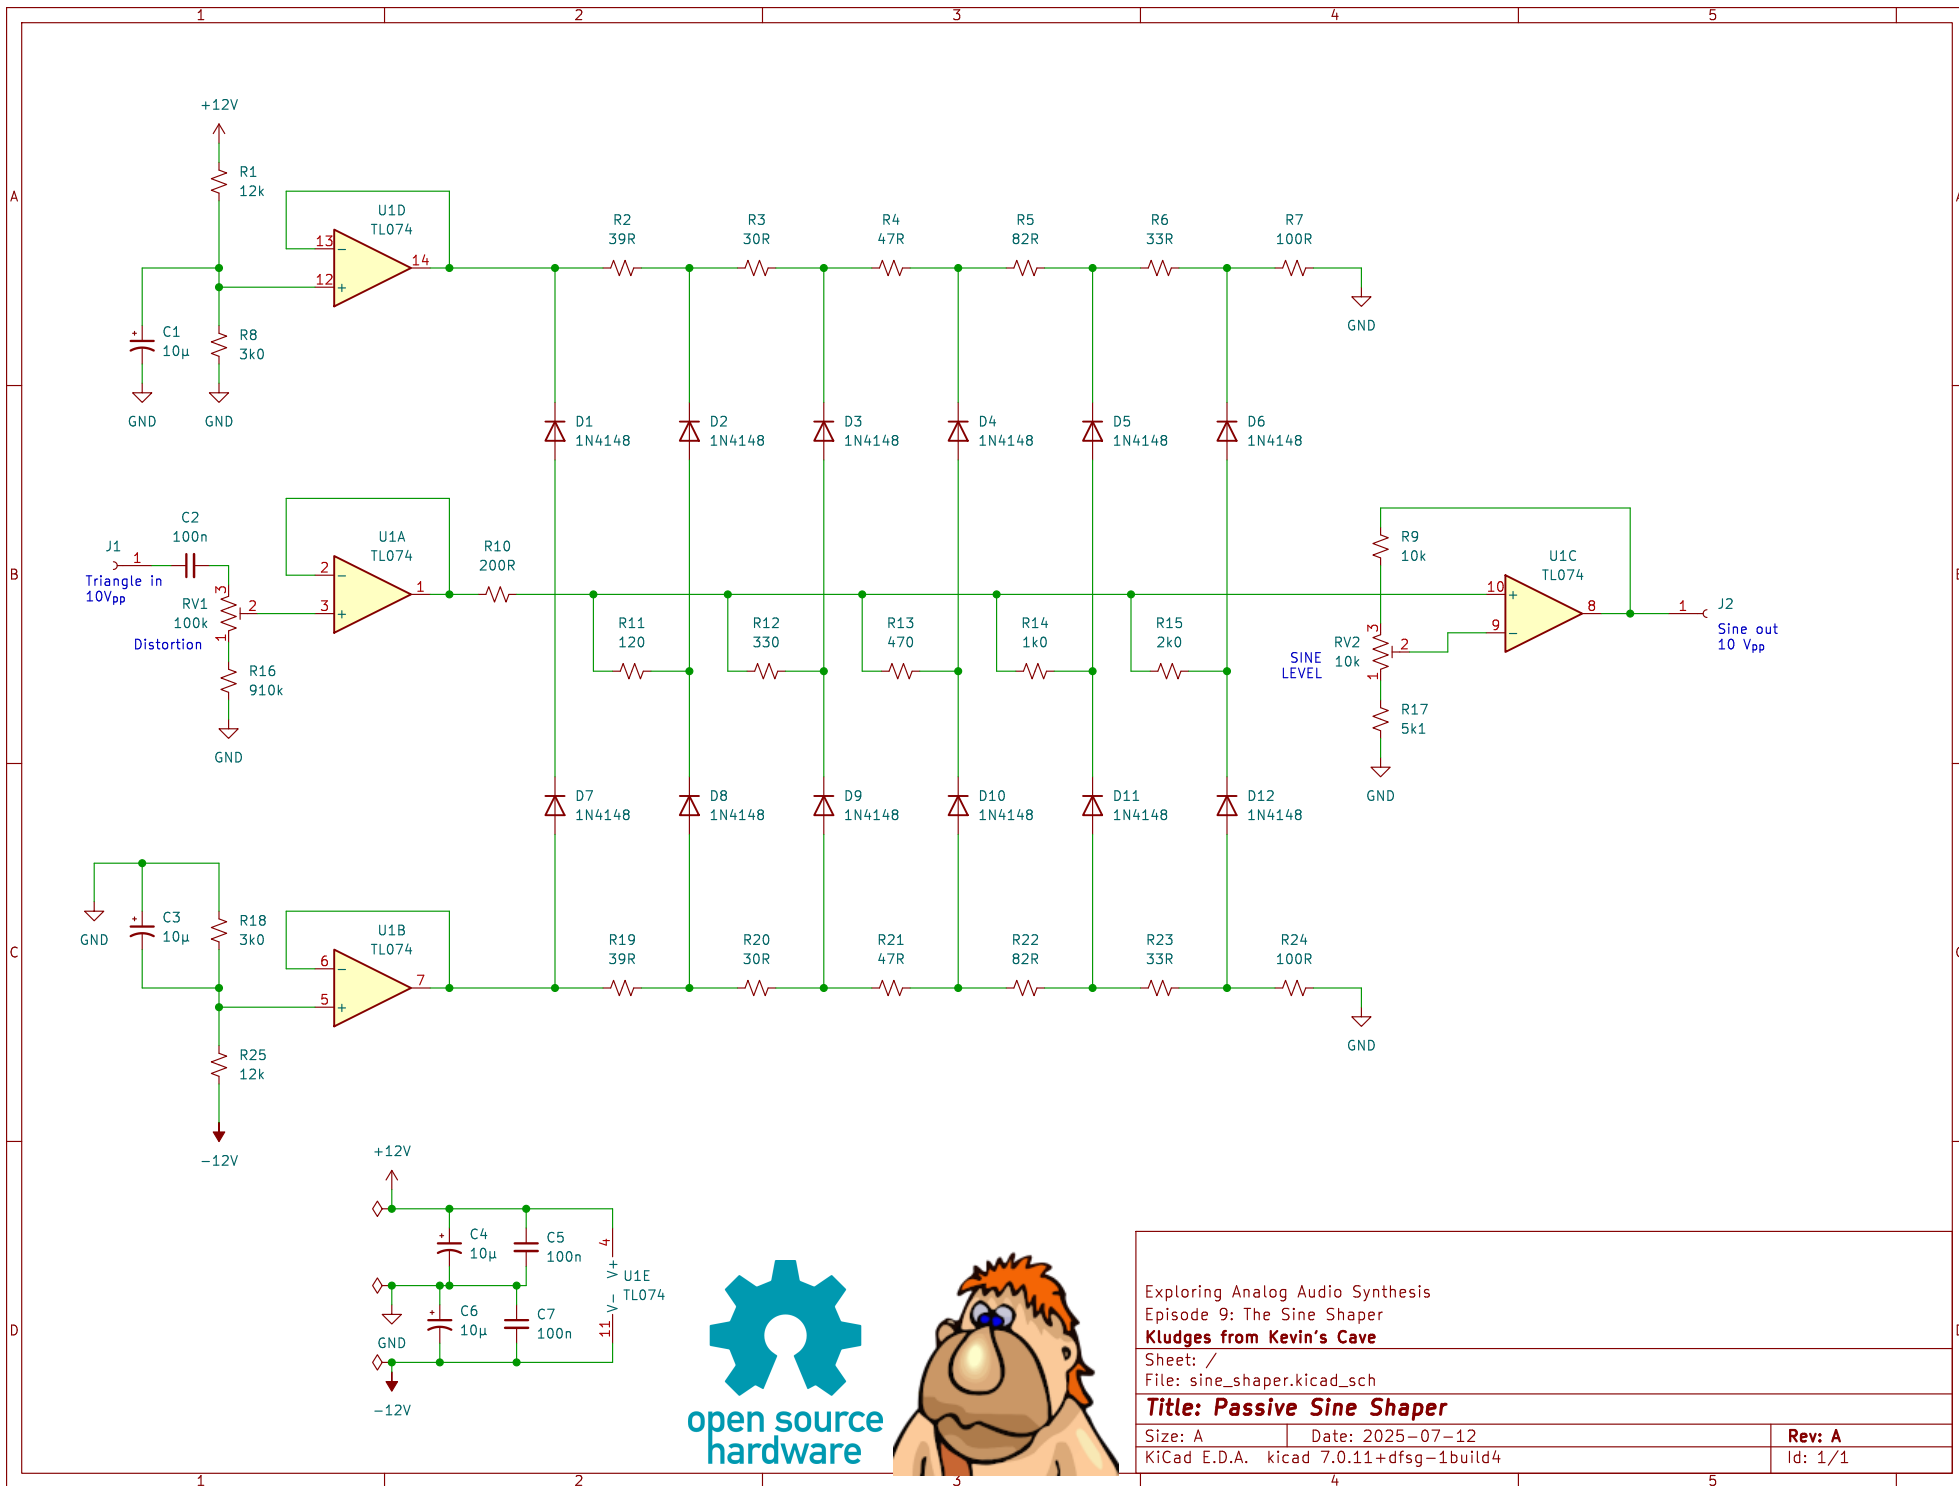 1 2 3 4 5
A
B
C
D
+12V
R1
12k
U1D
TL074
13
12
14
R2
39R
R3
30R
R4
47R
R5
82R
R6
33R
R7
100R
GND
C1
10µ
R8
3k0
GND
GND
D1
1N4148
D2
1N4148
D3
1N4148
D4
1N4148
D5
1N4148
D6
1N4148
J1
1
Triangle in
10Vpp
C2
100n
RV1
100k
3
2
1
Distortion
R16
910k
GND
U1A
TL074
2
3
1
R10
200R
R11
120
R12
330
R13
470
R14
1k0
R15
2k0
R9
10k
U1C
TL074
10
9
8
1
J2
Sine out
10 Vpp
RV2
10k
3
2
1
SINE
LEVEL
R17
5k1
GND
D7
1N4148
D8
1N4148
D9
1N4148
D10
1N4148
D11
1N4148
D12
1N4148
GND
C3
10µ
R18
3k0
U1B
TL074
6
5
7
R19
39R
R20
30R
R21
47R
R22
82R
R23
33R
R24
100R
GND
R25
12k
-12V
+12V
C4
10µ
C5
100n
4
V+
U1E
TL074
V-
11
C6
10µ
C7
100n
GND
-12V
open source
hardware
Exploring Analog Audio Synthesis
Episode 9: The Sine Shaper
Kludges from Kevin's Cave
Sheet: /
File: sine_shaper.kicad_sch
Title: Passive Sine Shaper
Size: A Date: 2025-07-12 Rev: A
KiCad E.D.A. kicad 7.0.11+dfsg-1build4 Id: 1/1
1 2 3 4 5